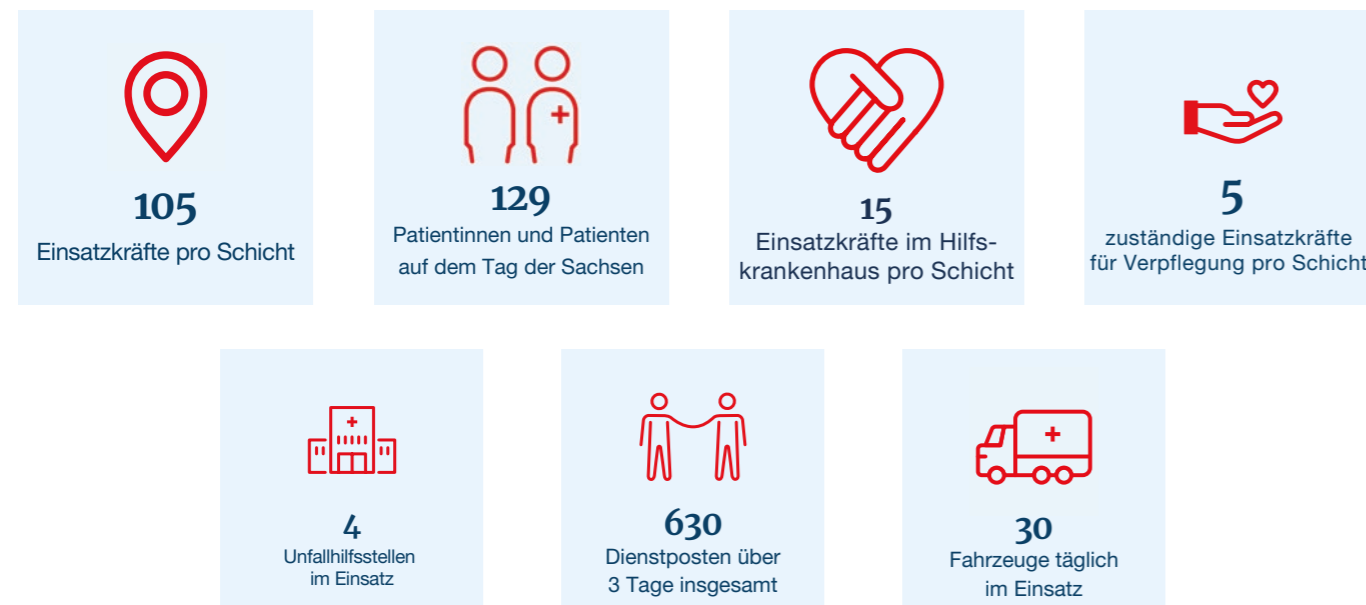 105
Einsatzkräfte pro Schicht
129
Patientinnen und Patienten
auf dem Tag der Sachsen
15
Einsatzkräfte im Hilfs-
krankenhaus pro Schicht
5
zuständige Einsatzkräfte
für Verpflegung pro Schicht
4
Unfallhilfsstellen
im Einsatz
630
Dienstposten über
3 Tage insgesamt
30
Fahrzeuge täglich
im Einsatz